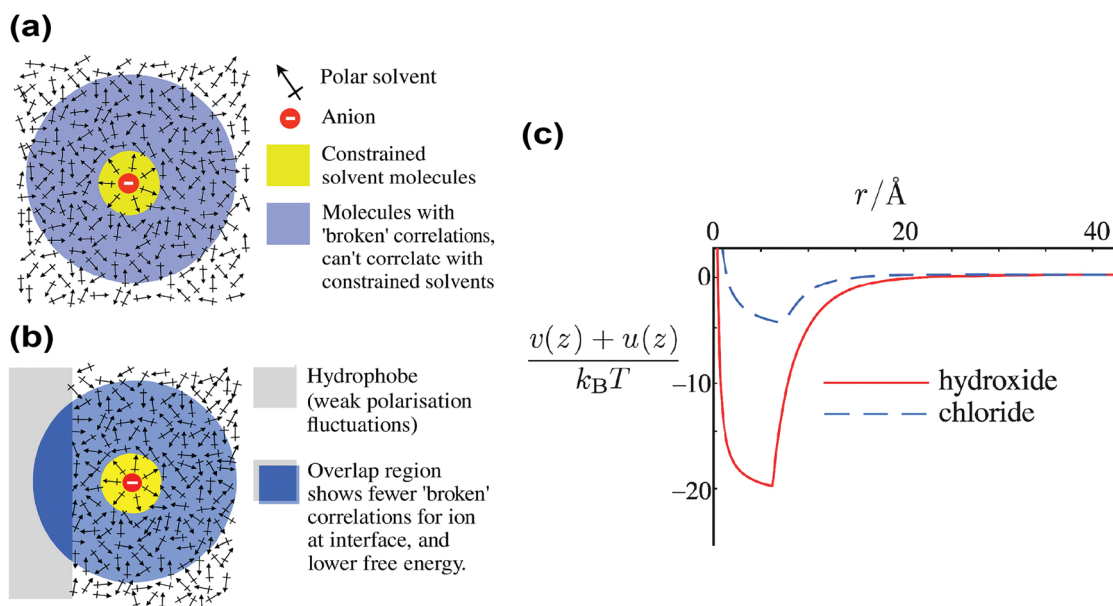 (a)
Polar solvent
Anion
Constrained
solvent molecules
Molecules with
'broken' correlations,
can't correlate with
constrained solvents
(b)
Hydrophobe
(weak polarisation
fluctuations)
Overlap region
shows fewer 'broken'
correlations for ion
at interface, and
lower free energy.
(c)
r/Å
0 20 40
0
v(z) + u(z)
k_B T
−10
−20
hydroxide
chloride